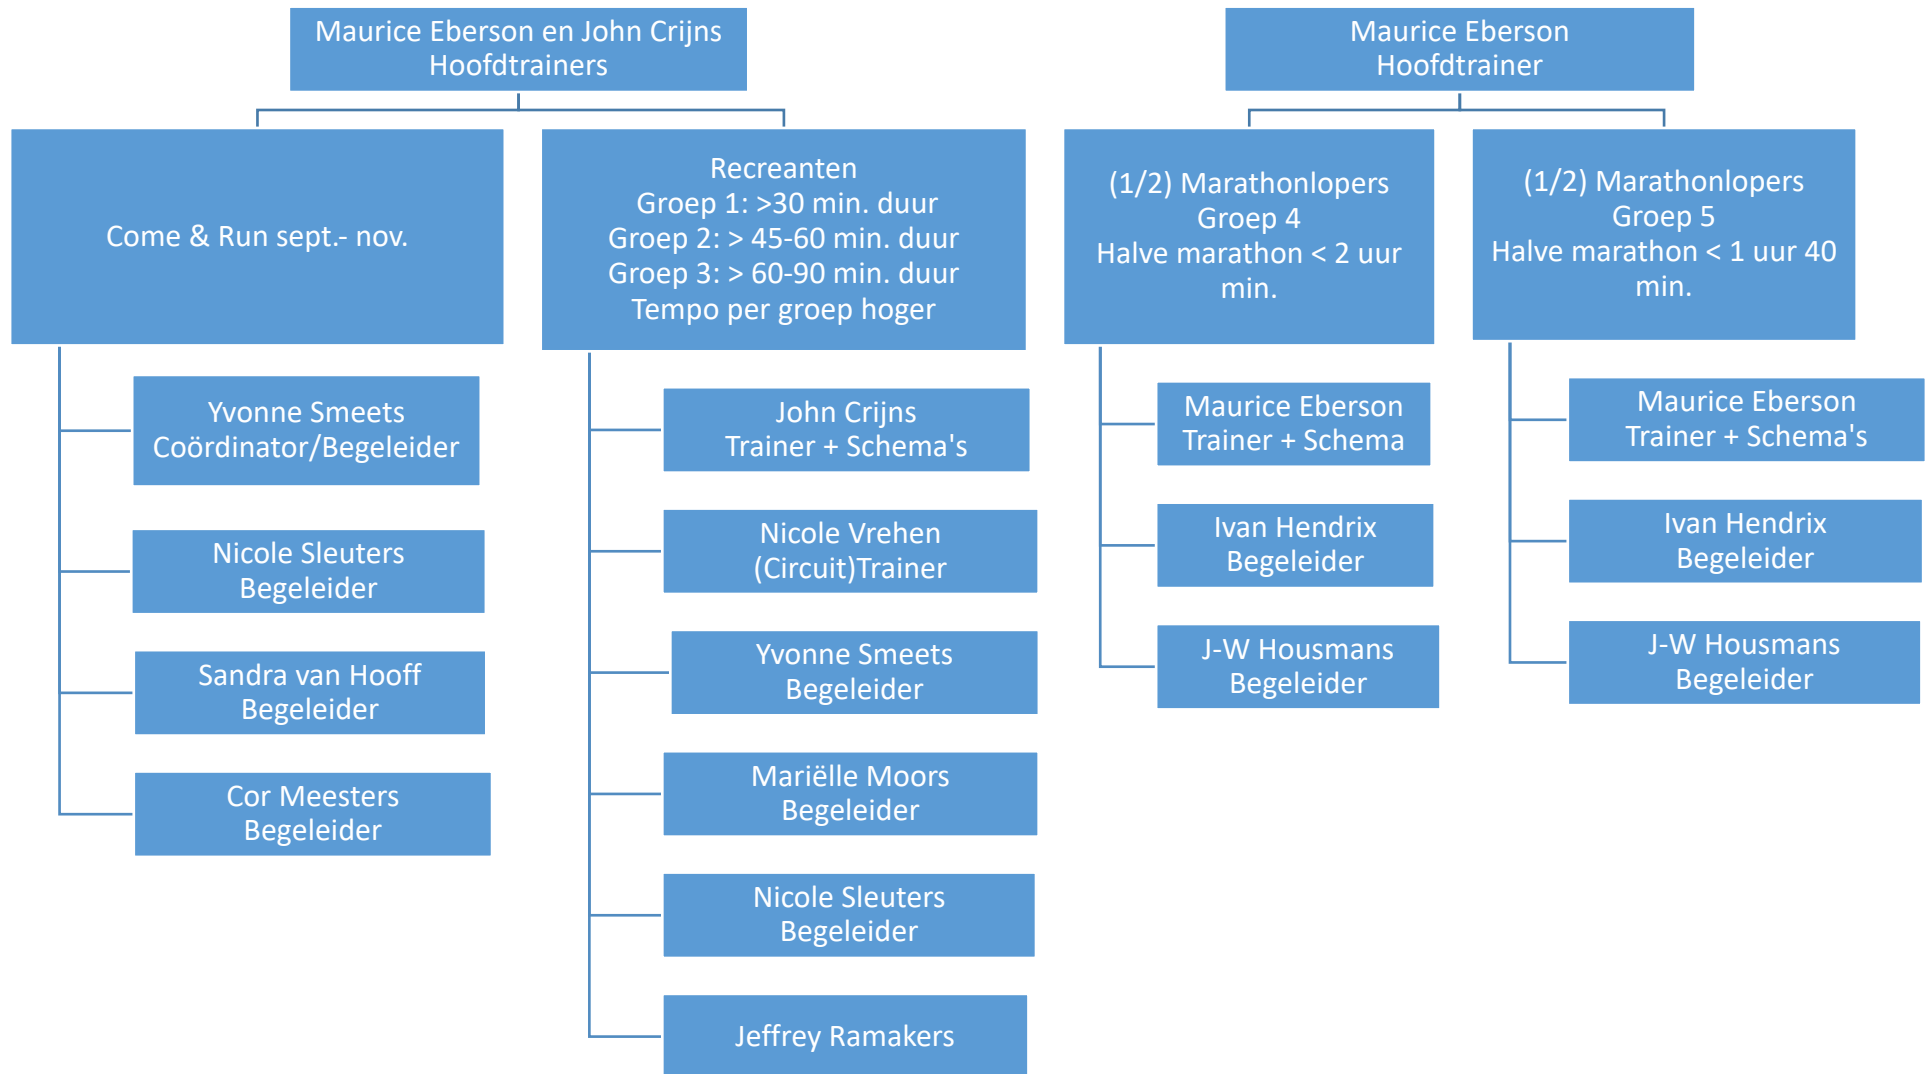 Maurice Eberson en John Crijns
Hoofdtrainers
Come & Run sept.- nov.
Yvonne Smeets
Coördinator/Begeleider
Nicole Sleuters
Begeleider
Sandra van Hooff
Begeleider
Cor Meesters
Begeleider
Recreanten
Groep 1: >30 min. duur
Groep 2: > 45-60 min. duur
Groep 3: > 60-90 min. duur
Tempo per groep hoger
John Crijns
Trainer + Schema's
Nicole Vrehen
(Circuit)Trainer
Yvonne Smeets
Begeleider
Mariëlle Moors
Begeleider
Nicole Sleuters
Begeleider
Jeffrey Ramakers
Maurice Eberson
Hoofdtrainer
(1/2) Marathonlopers
Groep 4
Halve marathon < 2 uur
min.
Maurice Eberson
Trainer + Schema
Ivan Hendrix
Begeleider
J-W Housmans
Begeleider
(1/2) Marathonlopers
Groep 5
Halve marathon < 1 uur 40
min.
Maurice Eberson
Trainer + Schema's
Ivan Hendrix
Begeleider
J-W Housmans
Begeleider